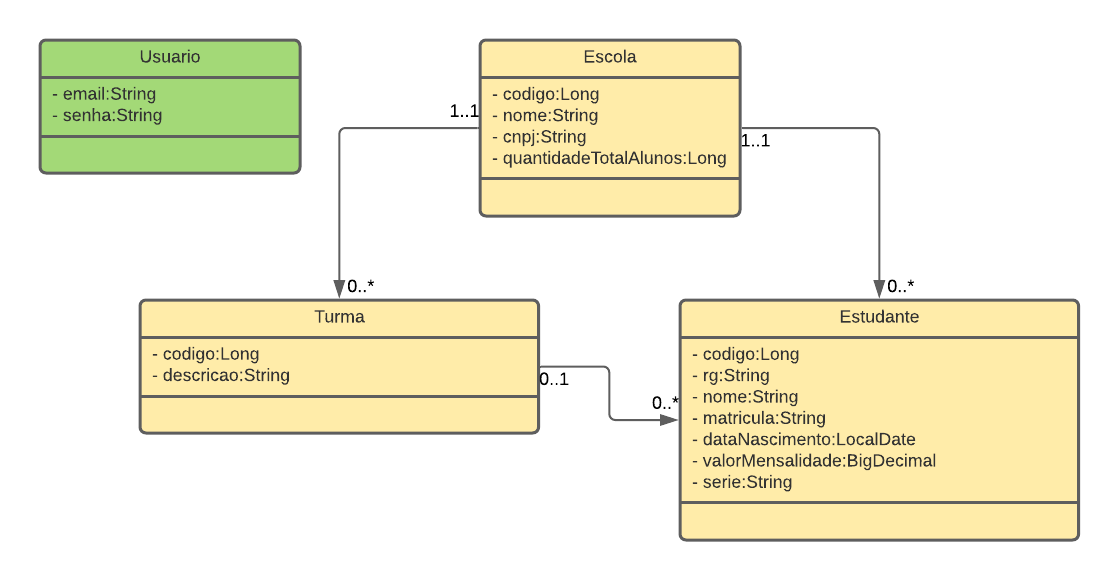 Usuario
- email:String
- senha:String
Escola
- codigo:Long
- nome:String
- cnpj:String
- quantidadeTotalAlunos:Long
1..1
1..1
0..*
0..*
Turma
- codigo:Long
- descricao:String
0..1
0..*
Estudante
- codigo:Long
- rg:String
- nome:String
- matricula:String
- dataNascimento:LocalDate
- valorMensalidade:BigDecimal
- serie:String